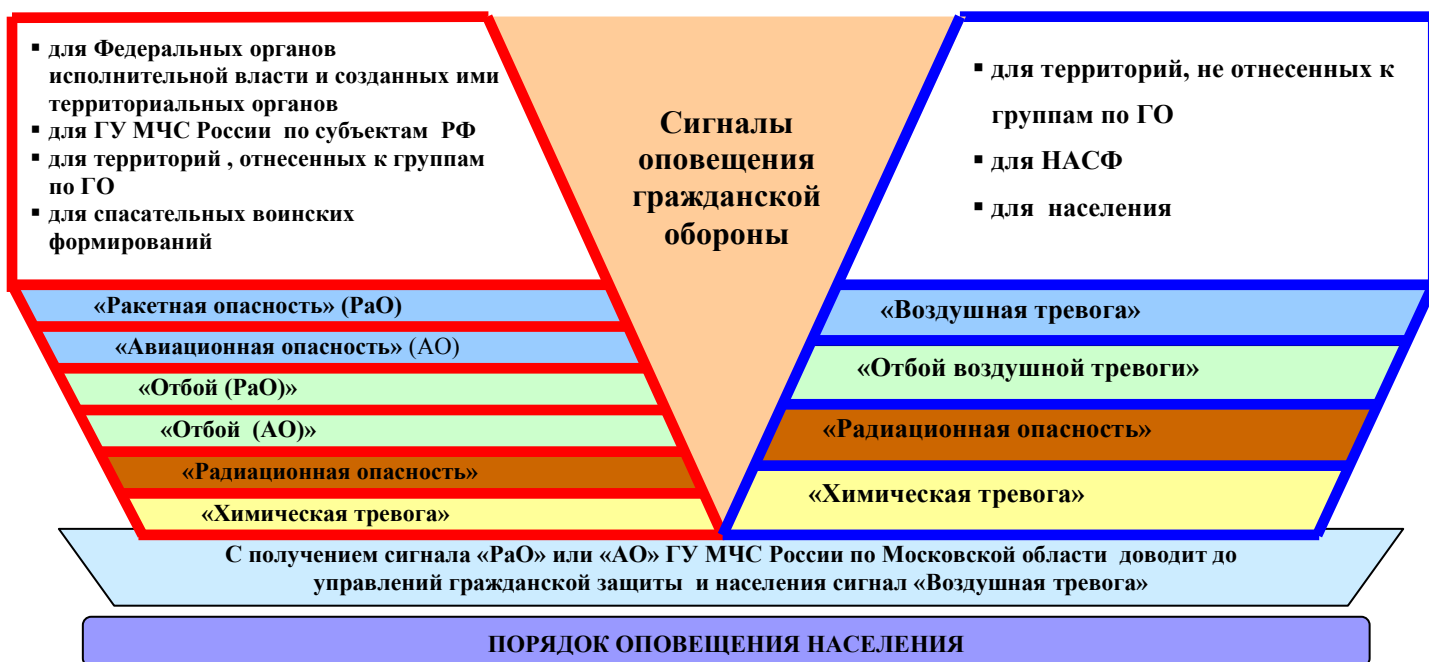 ▪ для Федеральных органов
исполнительной власти и созданных ими
территориальных органов
▪ для ГУ МЧС России по субъектам РФ
▪ для территорий , отнесенных к группам
по ГО
▪ для спасательных воинских
формирований
Сигналы
оповещения
гражданской
обороны
▪ для территорий, не отнесенных к
группам по ГО
▪ для НАСФ
▪ для населения
«Ракетная опасность» (РаО)
«Авиационная опасность» (АО)
«Отбой (РаО)»
«Отбой (АО)»
«Радиационная опасность»
«Химическая тревога»
«Воздушная тревога»
«Отбой воздушной тревоги»
«Радиационная опасность»
«Химическая тревога»
С получением сигнала «РаО» или «АО» ГУ МЧС России по Московской области доводит до
управлений гражданской защиты и населения сигнал «Воздушная тревога»
ПОРЯДОК ОПОВЕЩЕНИЯ НАСЕЛЕНИЯ